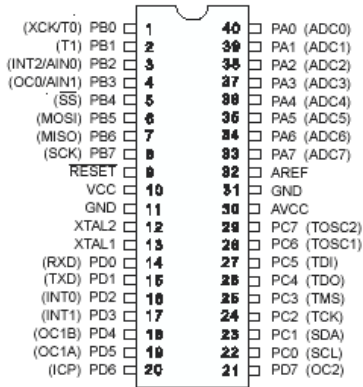 (XCK/T0) PB0 1 40 PA0 (ADC0)
(T1) PB1 2 39 PA1 (ADC1)
(INT2/AIN0) PB2 3 38 PA2 (ADC2)
(OC0/AIN1) PB3 4 37 PA3 (ADC3)
(SS) PB4 5 36 PA4 (ADC4)
(MOSI) PB5 6 35 PA5 (ADC5)
(MISO) PB6 7 34 PA6 (ADC6)
(SCK) PB7 8 33 PA7 (ADC7)
RESET 9 32 AREF
VCC 10 31 GND
GND 11 30 AVCC
XTAL2 12 29 PC7 (TOSC2)
XTAL1 13 28 PC6 (TOSC1)
(RXD) PD0 14 27 PC5 (TDI)
(TXD) PD1 15 26 PC4 (TDO)
(INT0) PD2 16 25 PC3 (TMS)
(INT1) PD3 17 24 PC2 (TCK)
(OC1B) PD4 18 23 PC1 (SDA)
(OC1A) PD5 19 22 PC0 (SCL)
(ICP) PD6 20 21 PD7 (OC2)